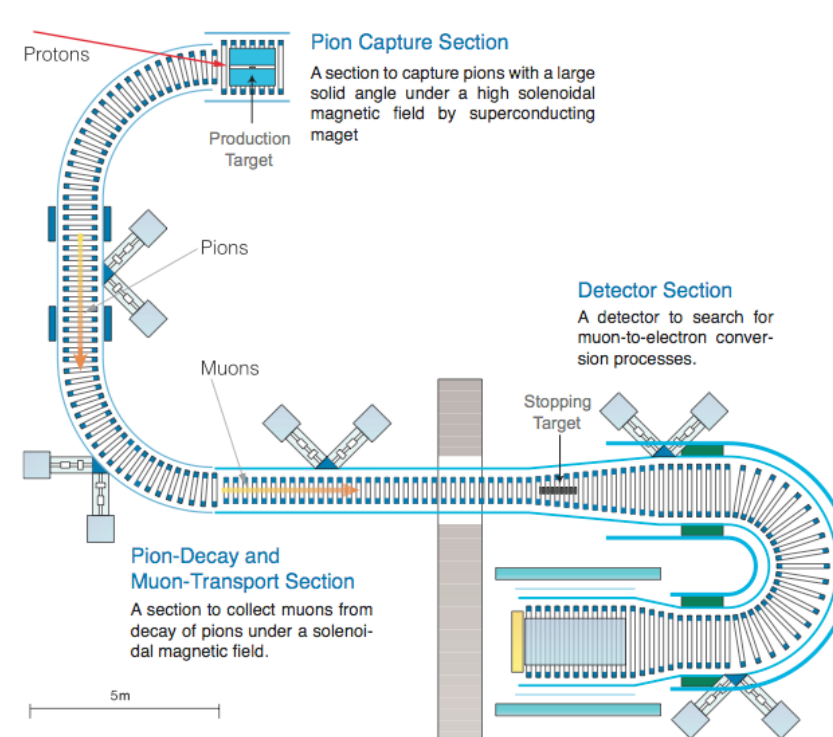 Protons
Pion Capture Section
A section to capture pions with a large
solid angle under a high solenoidal
magnetic field by superconducting
maget
Production
Target
Pions
Detector Section
A detector to search for
muon-to-electron conver-
sion processes.
Muons
Stopping
Target
Pion-Decay and
Muon-Transport Section
A section to collect muons from
decay of pions under a solenoi-
dal magnetic field.
5m